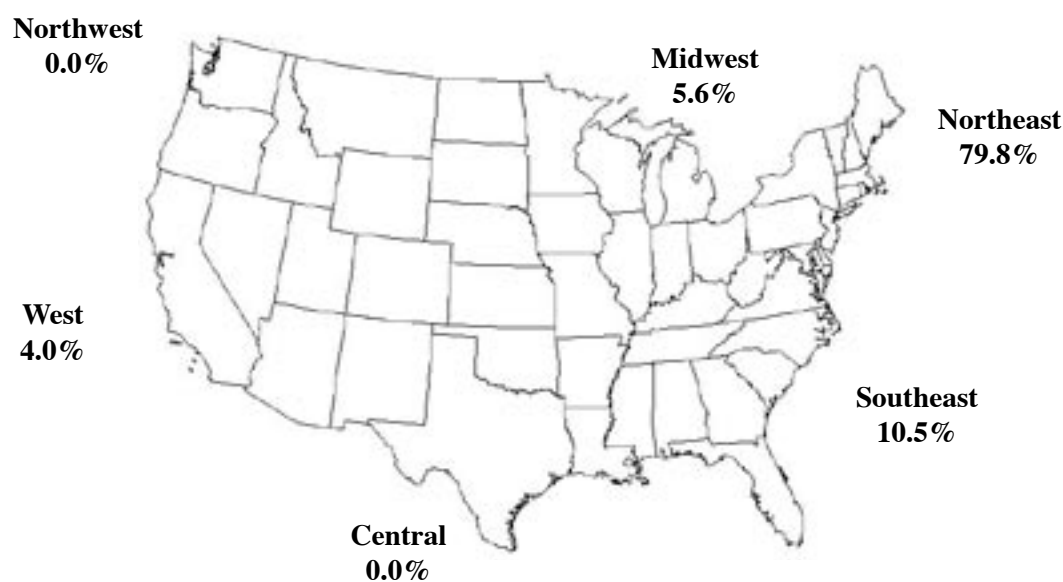 Northwest
0.0%
Midwest
5.6%
Northeast
79.8%
West
4.0%
Southeast
10.5%
Central
0.0%